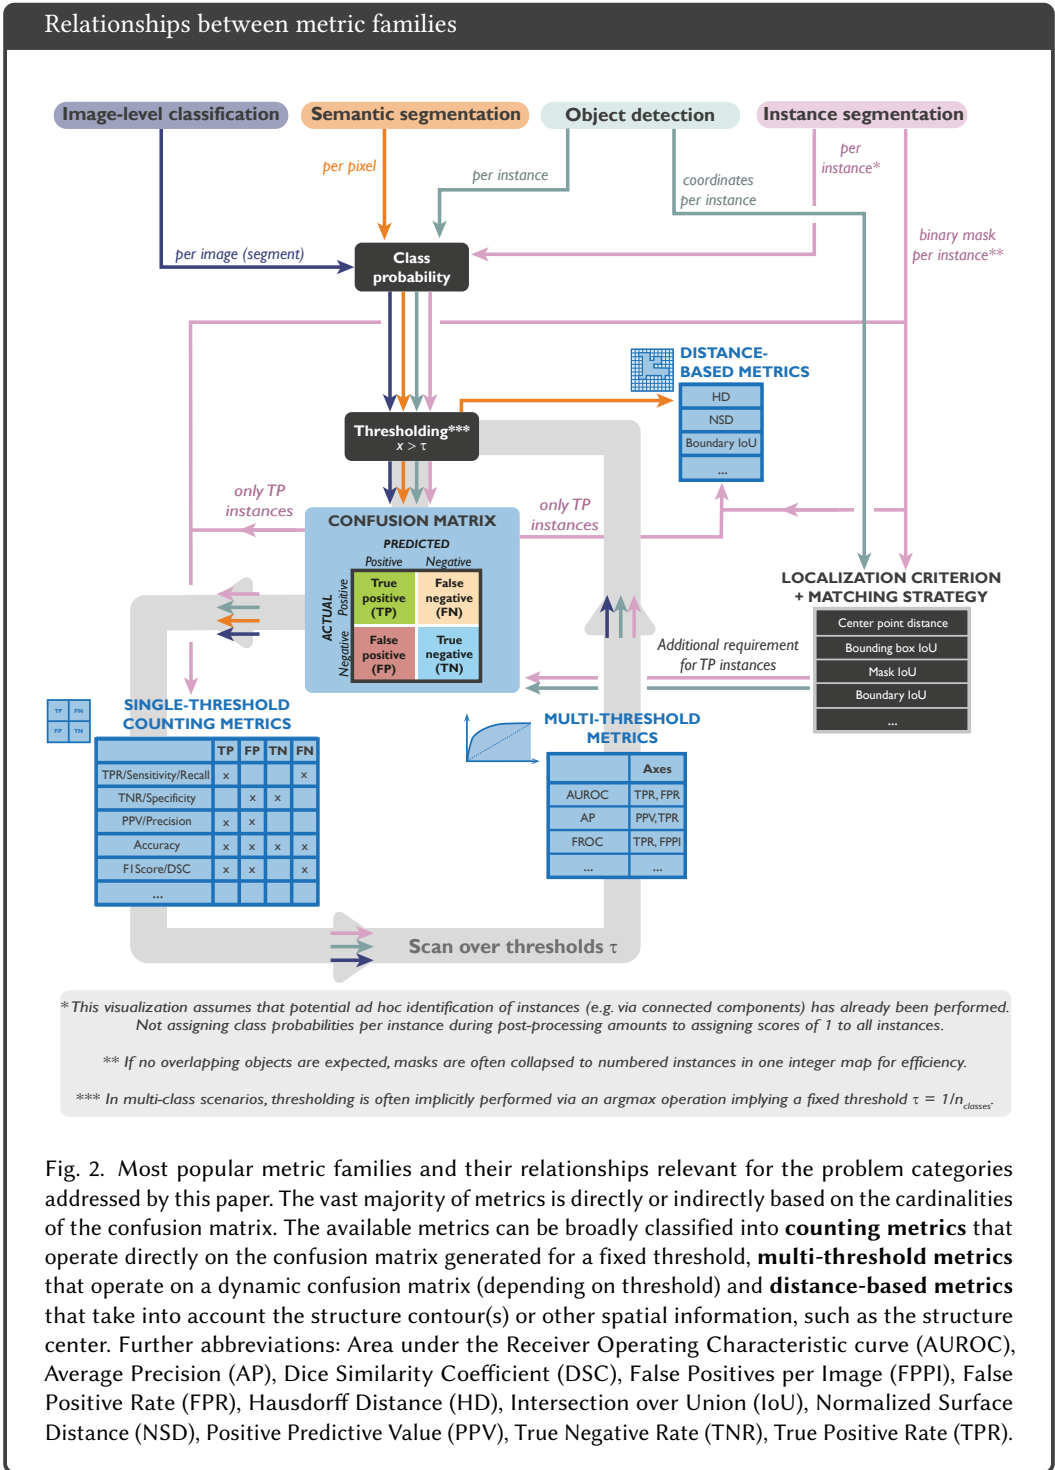 Relationships between metric families
Image-level classification
Semantic segmentation
Object detection
Instance segmentation
per pixel
per instance
coordinates
per instance
per
instance*
binary mask
per instance**
per image (segment)
Class
probability
DISTANCE-
BASED METRICS
HD
NSD
Boundary IoU
...
Thresholding***
x > τ
only TP
instances
only TP
instances
CONFUSION MATRIX
PREDICTED
Positive Negative
ACTUAL
Positive
Negative
True
positive
(TP)
False
negative
(FN)
False
positive
(FP)
True
negative
(TN)
LOCALIZATION CRITERION
+ MATCHING STRATEGY
Center point distance
Bounding box IoU
Mask IoU
Boundary IoU
...
Additional requirement
for TP instances
TP FN
FP TN
SINGLE-THRESHOLD
COUNTING METRICS
TP FP TN FN
TPR/Sensitivity/Recall x x
TNR/Specificity x x
PPV/Precision x x
Accuracy x x x x
F1Score/DSC x x x
...
MULTI-THRESHOLD
METRICS
Axes
AUROC TPR, FPR
AP PPV, TPR
FROC TPR, FPPI
... ...
Scan over thresholds τ
* This visualization assumes that potential ad hoc identification of instances (e.g. via connected components) has already been performed.
Not assigning class probabilities per instance during post-processing amounts to assigning scores of 1 to all instances.
** If no overlapping objects are expected, masks are often collapsed to numbered instances in one integer map for efficiency.
*** In multi-class scenarios, thresholding is often implicitly performed via an argmax operation implying a fixed threshold τ = 1/n_classes.
Fig. 2. Most popular metric families and their relationships relevant for the problem categories
addressed by this paper. The vast majority of metrics is directly or indirectly based on the cardinalities
of the confusion matrix. The available metrics can be broadly classified into counting metrics that
operate directly on the confusion matrix generated for a fixed threshold, multi-threshold metrics
that operate on a dynamic confusion matrix (depending on threshold) and distance-based metrics
that take into account the structure contour(s) or other spatial information, such as the structure
center. Further abbreviations: Area under the Receiver Operating Characteristic curve (AUROC),
Average Precision (AP), Dice Similarity Coefficient (DSC), False Positives per Image (FPPI), False
Positive Rate (FPR), Hausdorff Distance (HD), Intersection over Union (IoU), Normalized Surface
Distance (NSD), Positive Predictive Value (PPV), True Negative Rate (TNR), True Positive Rate (TPR).